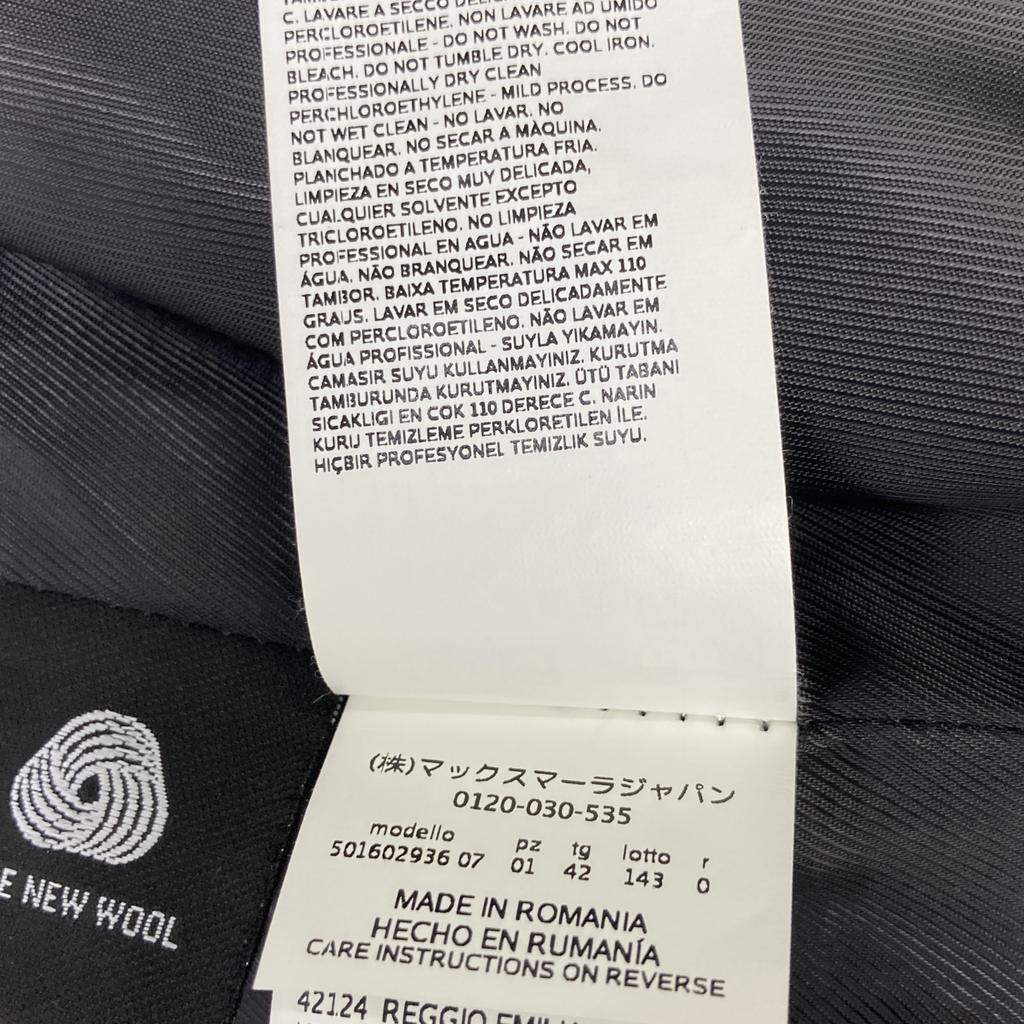 C. LAVARE A SECCO
PERCLOROETILENE. NON LAVARE AD UMIDO
PROFESSIONALE - DO NOT WASH. DO NOT
BLEACH. DO NOT TUMBLE DRY. COOL IRON.
PROFESSIONALLY DRY CLEAN
PERCHLOROETHYLENE - MILD PROCESS. DO
NOT WET CLEAN - NO LAVAR. NO
BLANQUEAR. NO SECAR A MÀQUINA.
PLANCHADO A TEMPERATURA FRIA.
LIMPIEZA EN SECO MUY DELICADA,
CUALQUIER SOLVENTE EXCEPTO
TRICLOROETILENO. NO LIMPIEZA
PROFESSIONAL EN AGUA - NÃO LAVAR EM
ÁGUA. NÃO BRANQUEAR. NÃO SECAR EM
TAMBOR. BAIXA TEMPERATURA MAX 110
GRAUS. LAVAR EM SECO DELICADAMENTE
COM PERCLOROETILENO. NÃO LAVAR EM
ÁGUA PROFISSIONAL - SUYLA YIKAMAYIN.
CAMASIR SUYU KULLANMAYINIZ. KURUTMA
TAMBURUNDA KURUTMAYINIZ. ÜTÜ TABANI
SICAKLIGI EN COK 110 DERECE C. NARIN
KURU TEMIZLEME PERKLORETILEN İLE.
HIÇBIR PROFESYONEL TEMIZLIK SUYU.
(株)マックスマーラジャパン
0120-030-535
modello pz tg lotto r
501602936 07 01 42 143 0
MADE IN ROMANIA
HECHO EN RUMANÍA
CARE INSTRUCTIONS ON REVERSE
42124 REGGIO
NEW WOOL